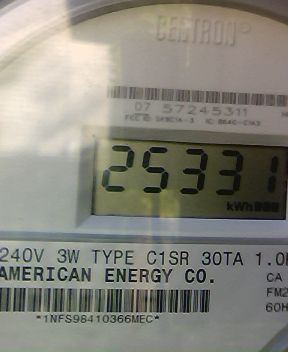 CENTRON®
07 57245311
25331
kWh
240V 3W TYPE C1SR 30TA 1.0
AMERICAN ENERGY CO.
CA
FM2
60H
*1NFS98410366MEC*